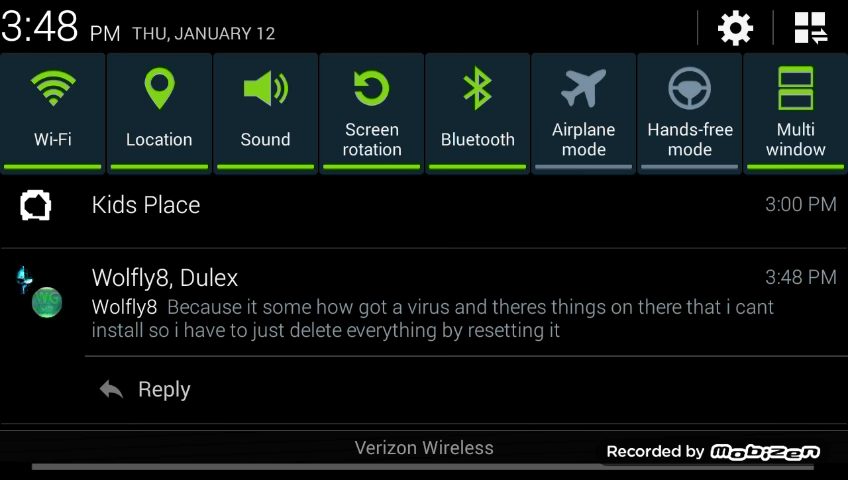 3:48 PM THU, JANUARY 12
Wi-Fi
Location
Sound
Screen
rotation
Bluetooth
Airplane
mode
Hands-free
mode
Multi
window
Kids Place 3:00 PM
Wolfly8, Dulex 3:48 PM
Wolfly8 Because it some how got a virus and theres things on there that i cant
install so i have to just delete everything by resetting it
Reply
Verizon Wireless
Recorded by Mobizen